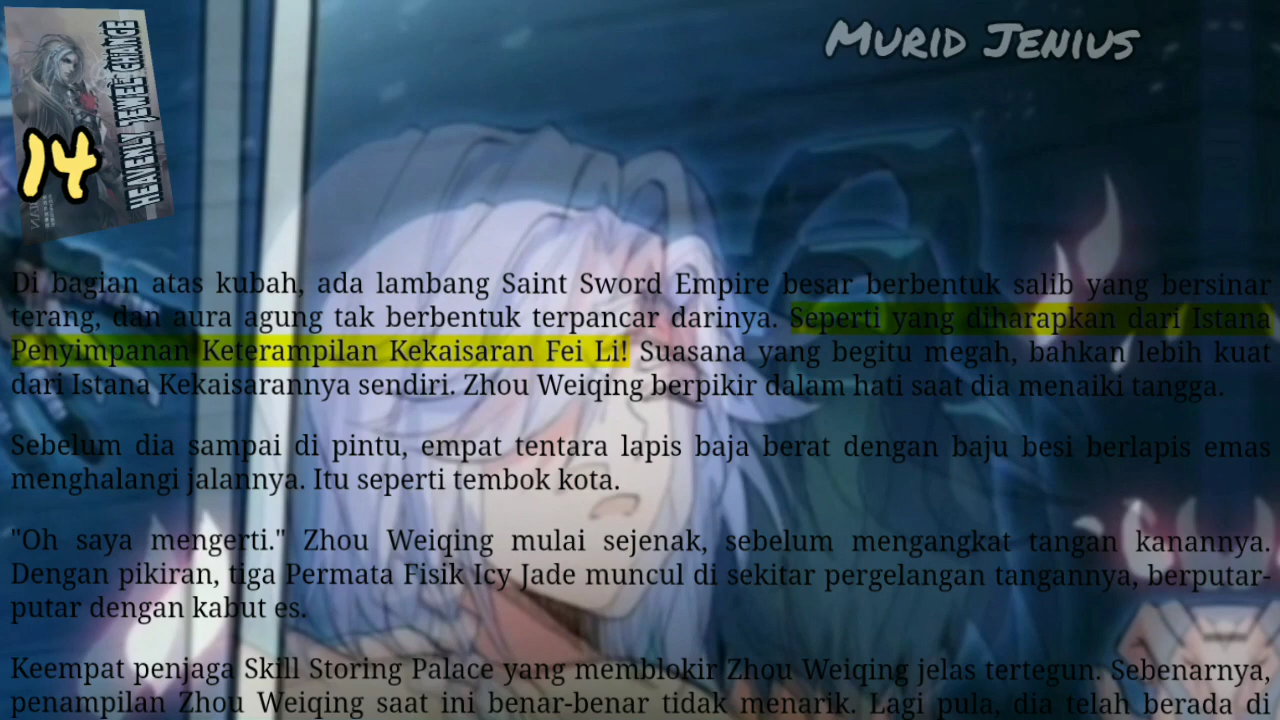 Murid Jenius
HEAVENLY JEWEL CHANGE
14
Di bagian atas kubah, ada lambang Saint Sword Empire besar berbentuk salib yang bersinar
terang, dan aura agung tak berbentuk terpancar darinya. Seperti yang diharapkan dari Istana
Penyimpanan Keterampilan Kekaisaran Fei Li! Suasana yang begitu megah, bahkan lebih kuat
dari Istana Kekaisarannya sendiri. Zhou Weiqing berpikir dalam hati saat dia menaiki tangga.
Sebelum dia sampai di pintu, empat tentara lapis baja berat dengan baju besi berlapis emas
menghalangi jalannya. Itu seperti tembok kota.
"Oh saya mengerti." Zhou Weiqing mulai sejenak, sebelum mengangkat tangan kanannya.
Dengan pikiran, tiga Permata Fisik Icy Jade muncul di sekitar pergelangan tangannya, berputar-
putar dengan kabut es.
Keempat penjaga Skill Storing Palace yang memblokir Zhou Weiqing jelas tertegun. Sebenarnya,
penampilan Zhou Weiqing saat ini benar-benar tidak menarik. Lagi pula, dia telah berada di